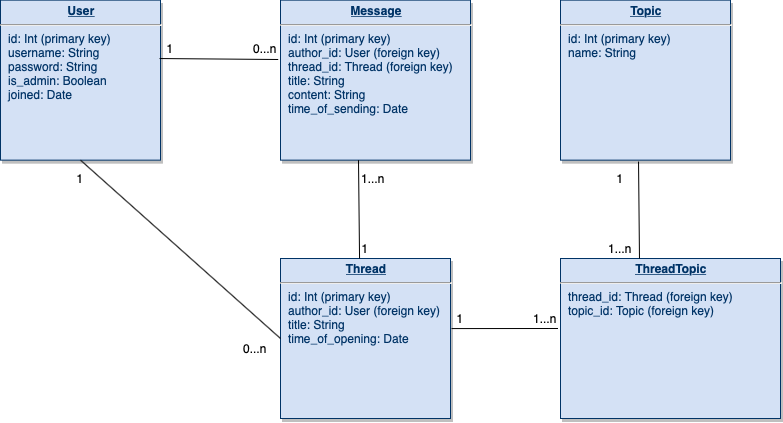 User
id: Int (primary key)
username: String
password: String
is_admin: Boolean
joined: Date
1
0...n
Message
id: Int (primary key)
author_id: User (foreign key)
thread_id: Thread (foreign key)
title: String
content: String
time_of_sending: Date
Topic
id: Int (primary key)
name: String
1
1...n
1
1
1...n
Thread
id: Int (primary key)
author_id: User (foreign key)
title: String
time_of_opening: Date
0...n
1
1...n
ThreadTopic
thread_id: Thread (foreign key)
topic_id: Topic (foreign key)